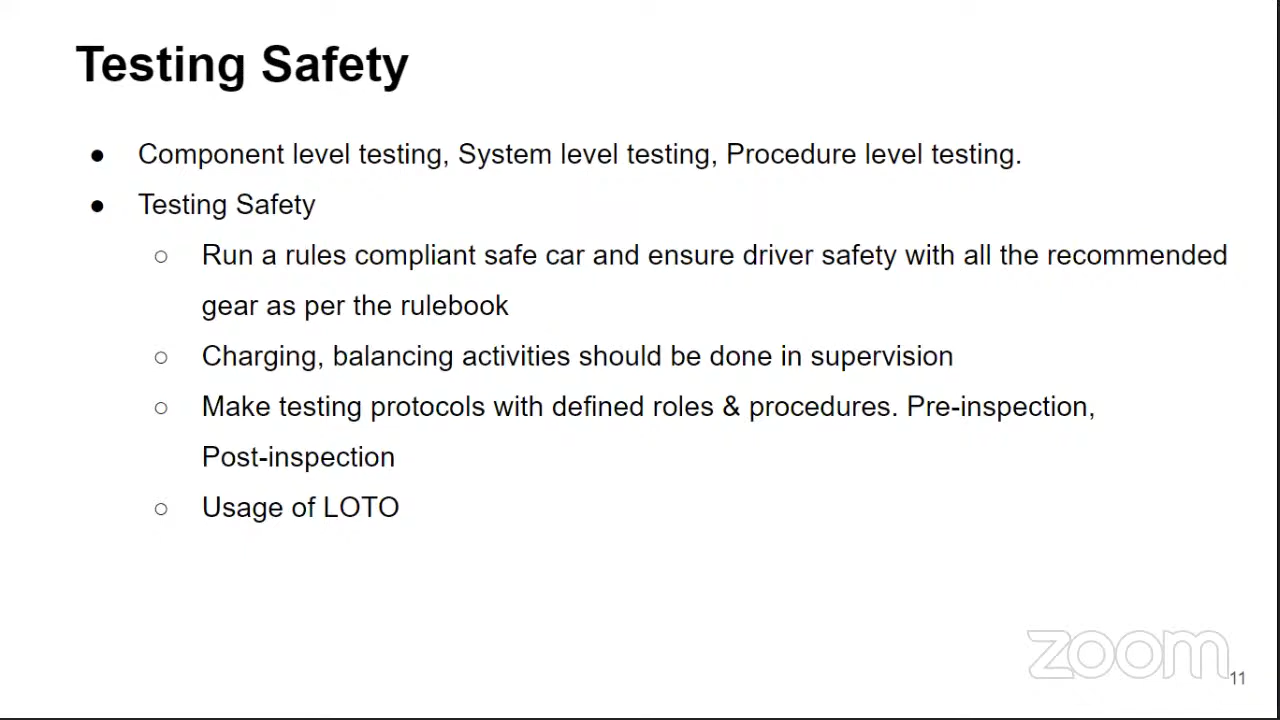 Testing Safety
● Component level testing, System level testing, Procedure level testing.
● Testing Safety
○ Run a rules compliant safe car and ensure driver safety with all the recommended
gear as per the rulebook
○ Charging, balancing activities should be done in supervision
○ Make testing protocols with defined roles & procedures. Pre-inspection,
Post-inspection
○ Usage of LOTO
zoom
11